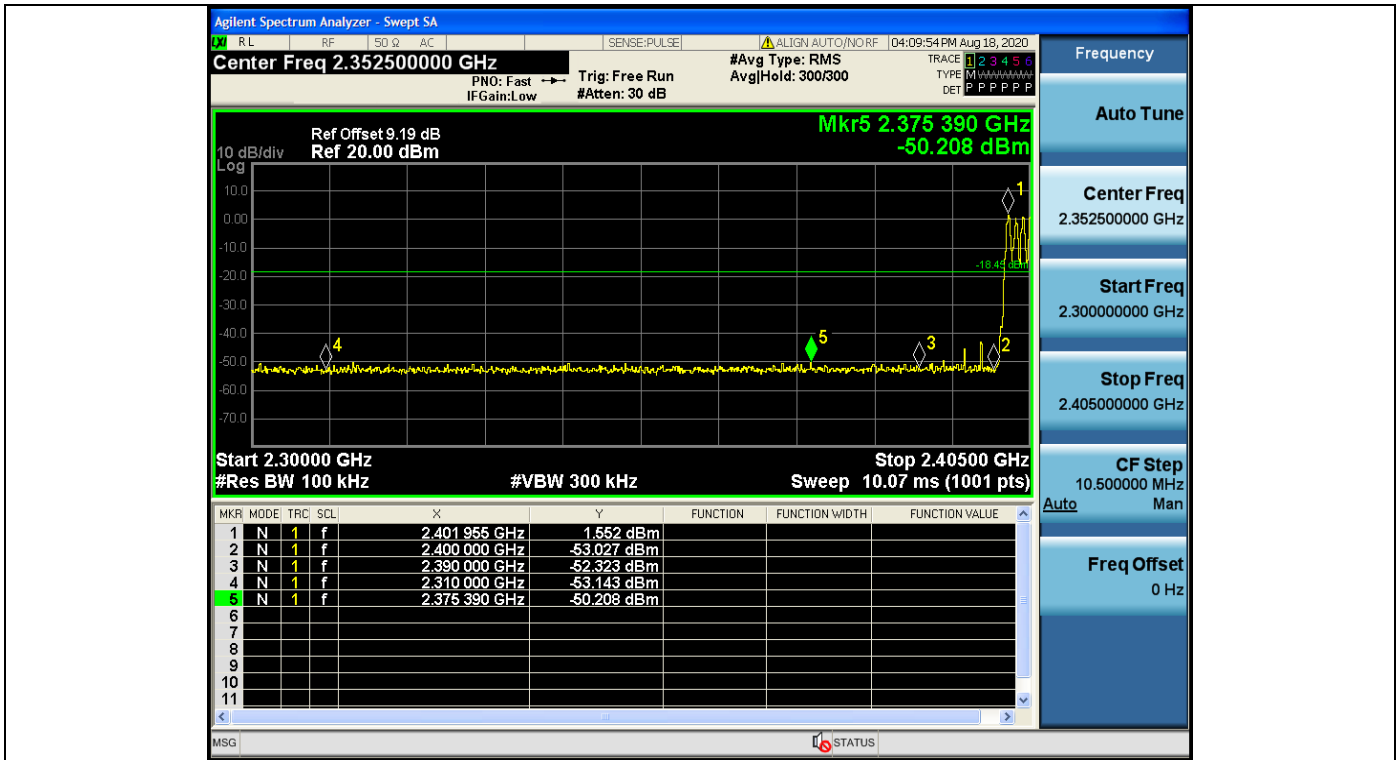 Agilent Spectrum Analyzer - Swept SA
LXI RL RF 50 Ω AC SENSE:PULSE ALIGN AUTO/NO RF 04:09:54 PM Aug 18, 2020
Center Freq 2.352500000 GHz
PNO: Fast
IFGain:Low
Trig: Free Run
#Atten: 30 dB
#Avg Type: RMS
Avg|Hold: 300/300
TRACE 1 2 3 4 5 6
TYPE M WWWWW
DET P P P P P P
Mkr5 2.375 390 GHz
-50.208 dBm
Ref Offset 9.19 dB
10 dB/div Ref 20.00 dBm
Log
10.0
0.00
-10.0
-20.0
-30.0
-40.0
-50.0
-60.0
-70.0
1
-18.45 dBm
4
5
3
2
Start 2.30000 GHz Stop 2.40500 GHz
#Res BW 100 kHz #VBW 300 kHz Sweep 10.07 ms (1001 pts)
MKR MODE TRC SCL X Y FUNCTION FUNCTION WIDTH FUNCTION VALUE
1 N 1 f 2.401 955 GHz 1.552 dBm
2 N 1 f 2.400 000 GHz -53.027 dBm
3 N 1 f 2.390 000 GHz -52.323 dBm
4 N 1 f 2.310 000 GHz -53.143 dBm
5 N 1 f 2.375 390 GHz -50.208 dBm
6
7
8
9
10
11
MSG STATUS
Frequency
Auto Tune
Center Freq
2.352500000 GHz
Start Freq
2.300000000 GHz
Stop Freq
2.405000000 GHz
CF Step
10.500000 MHz
Auto Man
Freq Offset
0 Hz